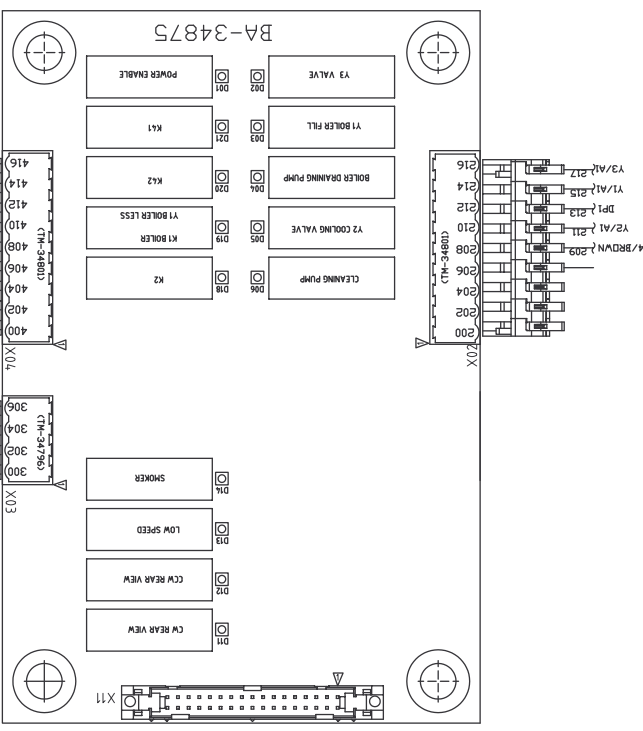 BA-34875
POWER ENABLE
D01
D02
Y3 VALVE
K41
D21
D03
Y1 BOILER FILL
K42
D20
D04
BOILER DRAINING PUMP
Y1 BOILER LESS
K1 BOILER
D19
D05
Y2 COOLING VALVE
K2
D18
D06
CLEANING PUMP
416
414
412
410
408
406
404
402
400
(TM-34801)
X04
216
214
212
210
208
206
204
202
200
(TM-34801)
X02
Y3/A1
217
Y1/A1
215
DP1
213
Y2/A1
211
4/BROWN
209
306
304
302
300
(TM-34796)
X03
SMOKER
D14
LOW SPEED
D13
CCW REAR VIEW
D12
CW REAR VIEW
D11
X11